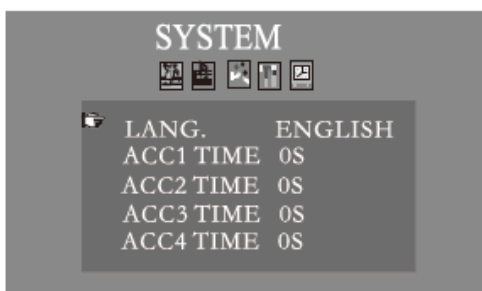 SYSTEM
LANG. ENGLISH
ACC1 TIME 0S
ACC2 TIME 0S
ACC3 TIME 0S
ACC4 TIME 0S